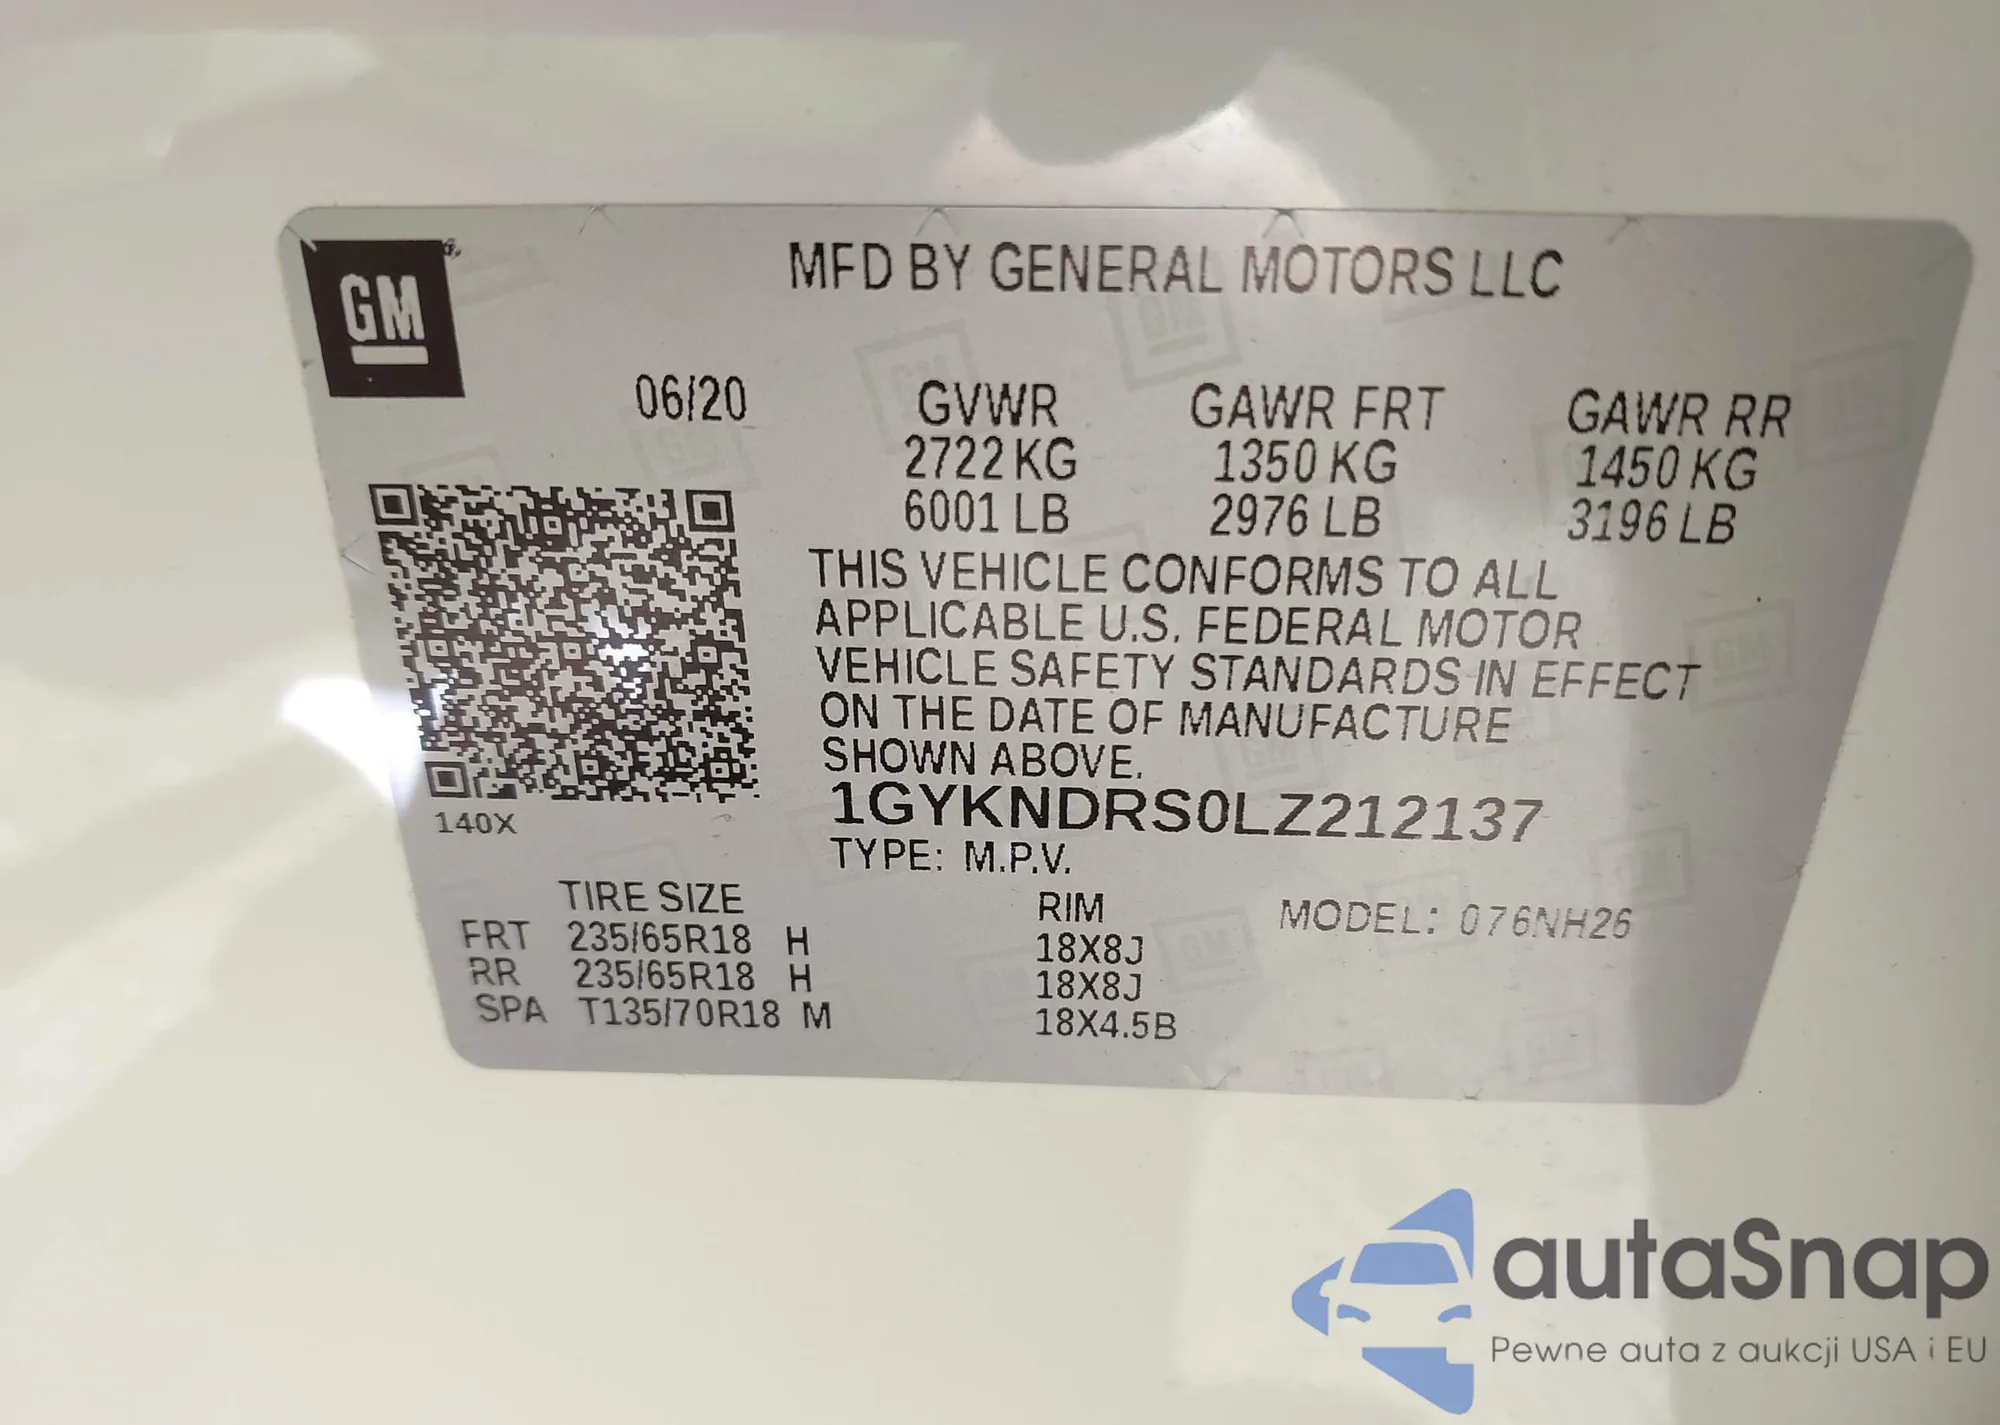 GM
MFD BY GENERAL MOTORS LLC
06/20 GVWR GAWR FRT GAWR RR
2722 KG 1350 KG 1450 KG
6001 LB 2976 LB 3196 LB
THIS VEHICLE CONFORMS TO ALL
APPLICABLE U.S. FEDERAL MOTOR
VEHICLE SAFETY STANDARDS IN EFFECT
ON THE DATE OF MANUFACTURE
SHOWN ABOVE.
140X
1GYKNDRS0LZ212137
TYPE: M.P.V.
TIRE SIZE RIM MODEL: 076NH26
FRT 235/65R18 H 18X8J
RR 235/65R18 H 18X8J
SPA T135/70R18 M 18X4.5B
autaSnap
Pewne auta z aukcji USA i EU